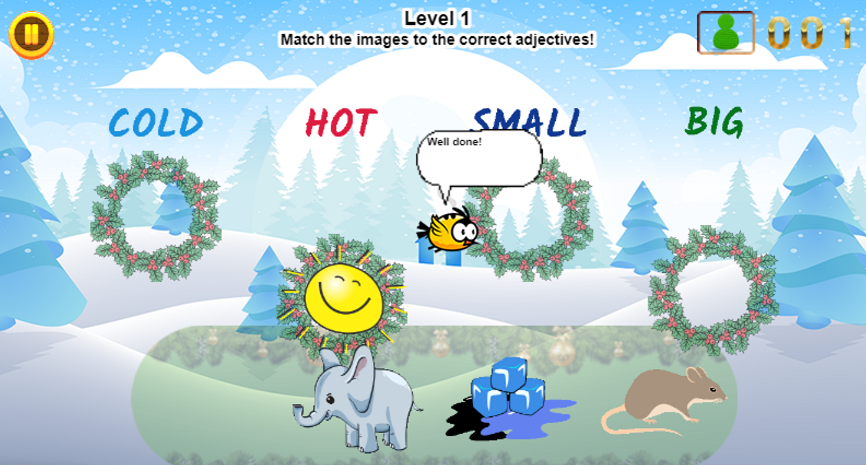 Level 1
Match the images to the correct adjectives!
001
COLD
HOT
SMALL
BIG
Well done!